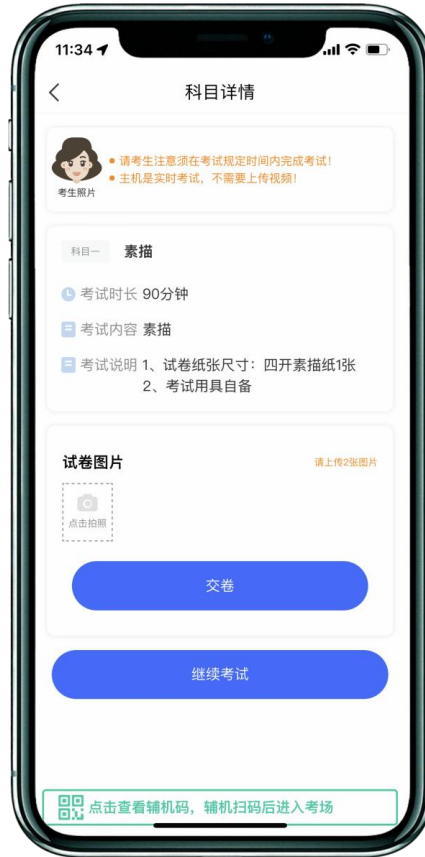 11:34
科目详情
请考生注意须在考试规定时间内完成考试！
主机是实时考试，不需要上传视频！
考生照片
科目一 素描
考试时长 90分钟
考试内容 素描
考试说明 1、试卷纸张尺寸：四开素描纸1张
2、考试用具自备
试卷图片 请上传2张图片
点击拍照
交卷
继续考试
点击查看辅机码，辅机扫码后进入考场